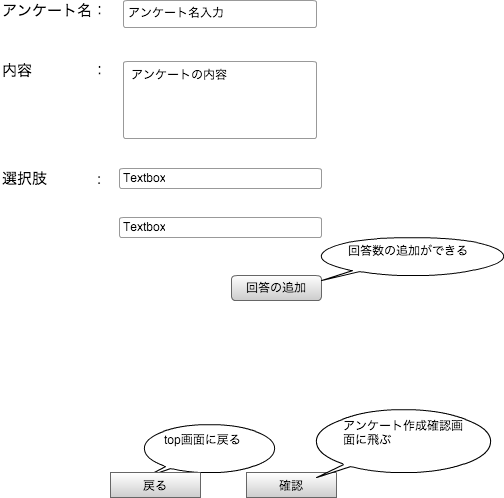 アンケート名： アンケート名入力
内容 ： アンケートの内容
選択肢 ： Textbox
Textbox
回答数の追加ができる
回答の追加
top画面に戻る
アンケート作成確認画
面に飛ぶ
戻る
確認